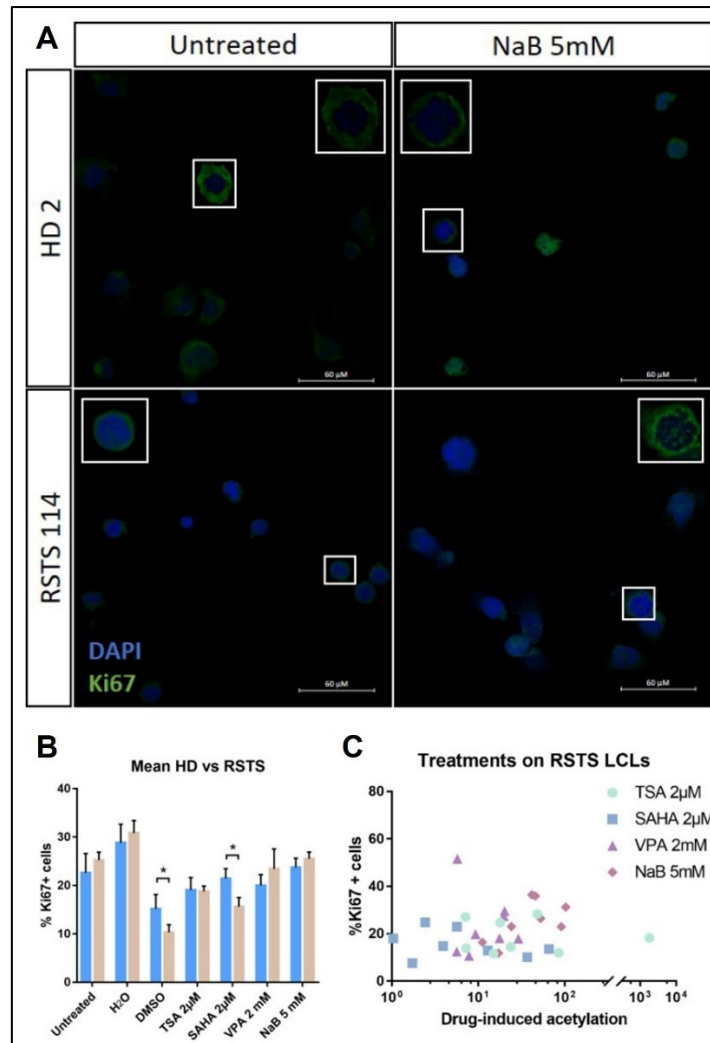 A
Untreated
NaB 5mM
HD 2
60 µM
60 µM
RSTS 114
DAPI
Ki67
60 µM
60 µM
B
Mean HD vs RSTS
% Ki67+ cells
40
30
20
10
0
*
*
Untreated
H2O
DMSO
TSA 2µM
SAHA 2µM
VPA 2 mM
NaB 5 mM
C
Treatments on RSTS LCLs
%Ki67 + cells
80
60
40
20
0
TSA 2µM
SAHA 2µM
VPA 2mM
NaB 5mM
10⁰ 10¹ 10² 10³ 10⁴
Drug-induced acetylation